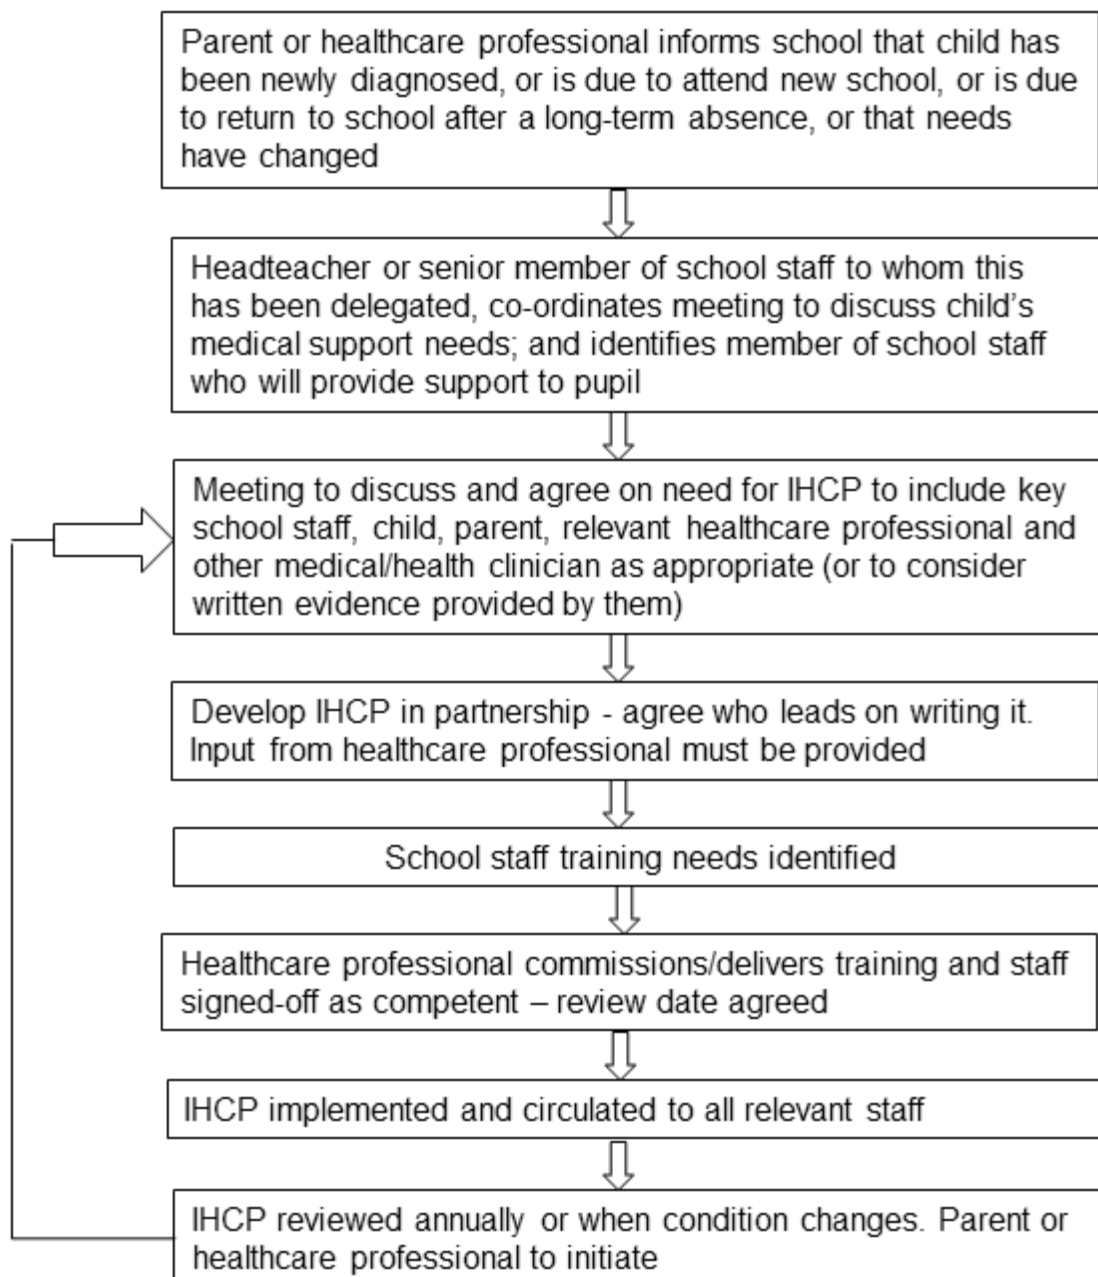 Parent or healthcare professional informs school that child has
been newly diagnosed, or is due to attend new school, or is due
to return to school after a long-term absence, or that needs
have changed
Headteacher or senior member of school staff to whom this
has been delegated, co-ordinates meeting to discuss child’s
medical support needs; and identifies member of school staff
who will provide support to pupil
Meeting to discuss and agree on need for IHCP to include key
school staff, child, parent, relevant healthcare professional and
other medical/health clinician as appropriate (or to consider
written evidence provided by them)
Develop IHCP in partnership - agree who leads on writing it.
Input from healthcare professional must be provided
School staff training needs identified
Healthcare professional commissions/delivers training and staff
signed-off as competent – review date agreed
IHCP implemented and circulated to all relevant staff
IHCP reviewed annually or when condition changes. Parent or
healthcare professional to initiate